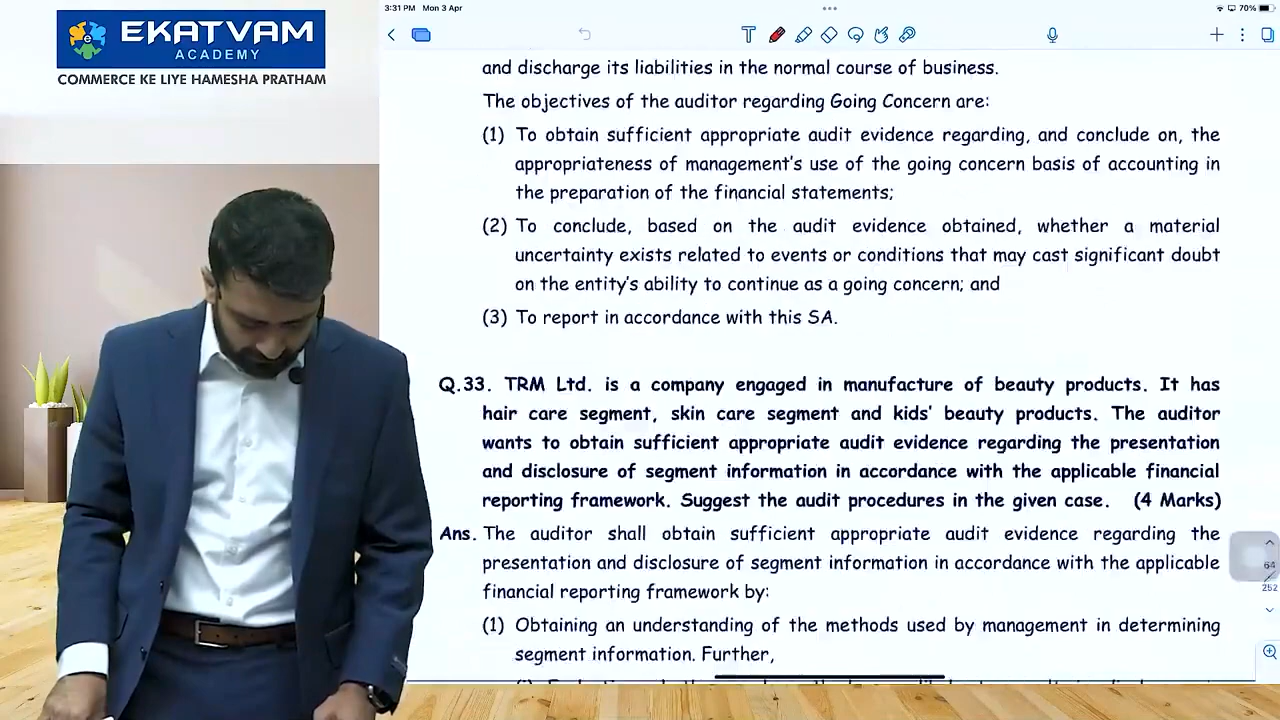 3:31 PM Mon 3 Apr
70%
EKATVAM
ACADEMY
COMMERCE KE LIYE HAMESHA PRATHAM
and discharge its liabilities in the normal course of business.
The objectives of the auditor regarding Going Concern are:
(1) To obtain sufficient appropriate audit evidence regarding, and conclude on, the
appropriateness of management's use of the going concern basis of accounting in
the preparation of the financial statements;
(2) To conclude, based on the audit evidence obtained, whether a material
uncertainty exists related to events or conditions that may cast significant doubt
on the entity's ability to continue as a going concern; and
(3) To report in accordance with this SA.
Q.33. TRM Ltd. is a company engaged in manufacture of beauty products. It has
hair care segment, skin care segment and kids' beauty products. The auditor
wants to obtain sufficient appropriate audit evidence regarding the presentation
and disclosure of segment information in accordance with the applicable financial
reporting framework. Suggest the audit procedures in the given case. (4 Marks)
Ans. The auditor shall obtain sufficient appropriate audit evidence regarding the
presentation and disclosure of segment information in accordance with the applicable
financial reporting framework by:
(1) Obtaining an understanding of the methods used by management in determining
segment information. Further,
64
252